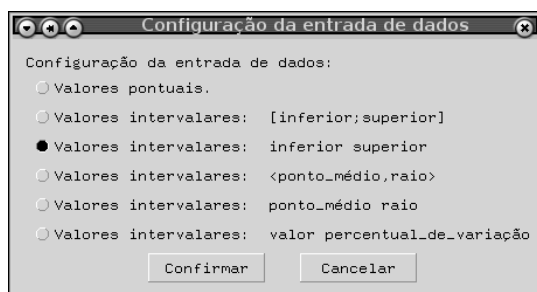 Configuração da entrada de dados
Configuração da entrada de dados:
Valores pontuais.
Valores intervalares: [inferior;superior]
Valores intervalares: inferior superior
Valores intervalares: <ponto_médio,raio>
Valores intervalares: ponto_médio raio
Valores intervalares: valor percentual_de_variação
Confirmar Cancelar